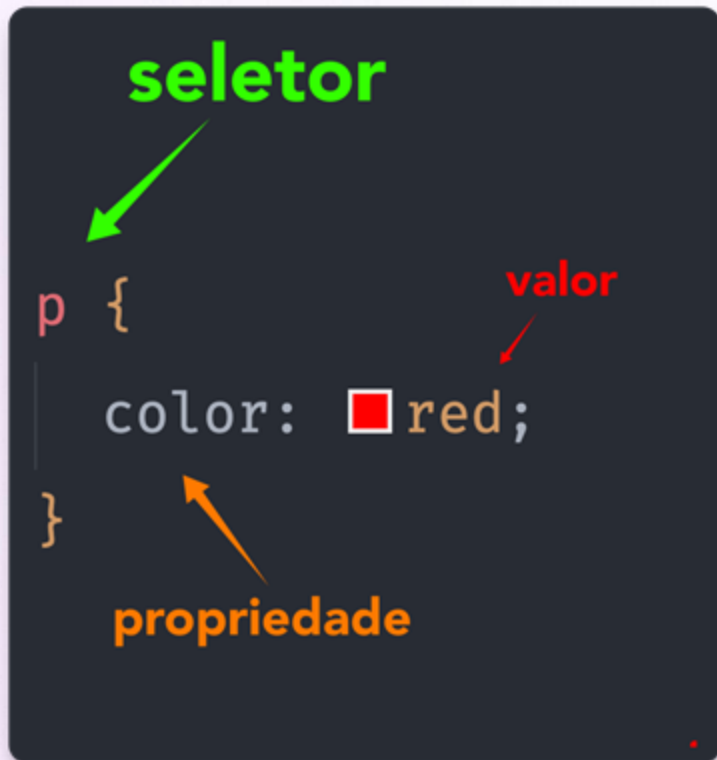 seletor
p {
valor
color: red;
}
propriedade